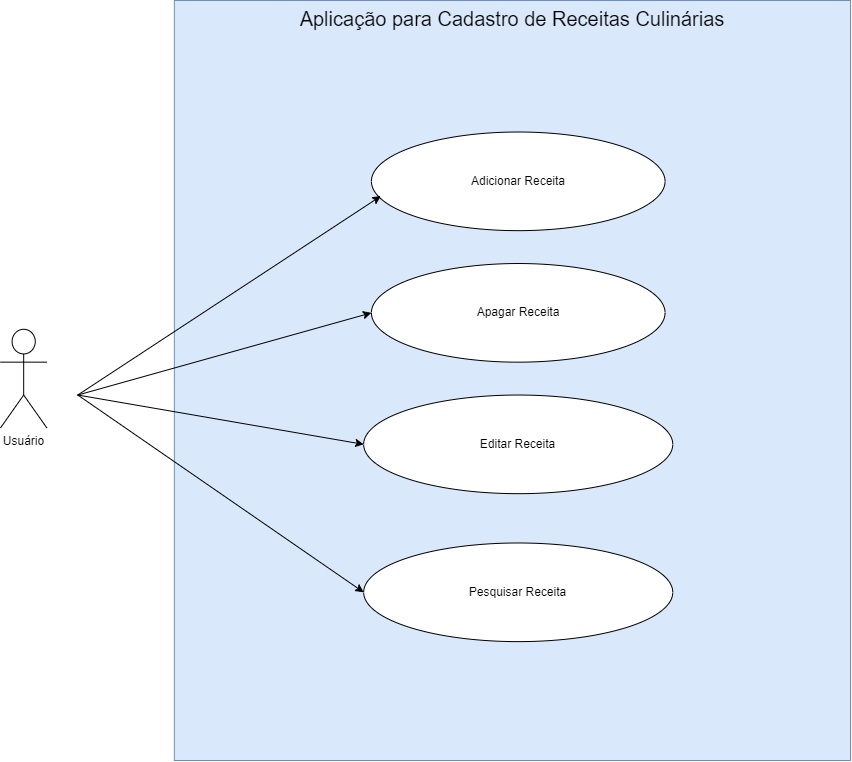 Aplicação para Cadastro de Receitas Culinárias
Adicionar Receita
Apagar Receita
Usuário
Editar Receita
Pesquisar Receita